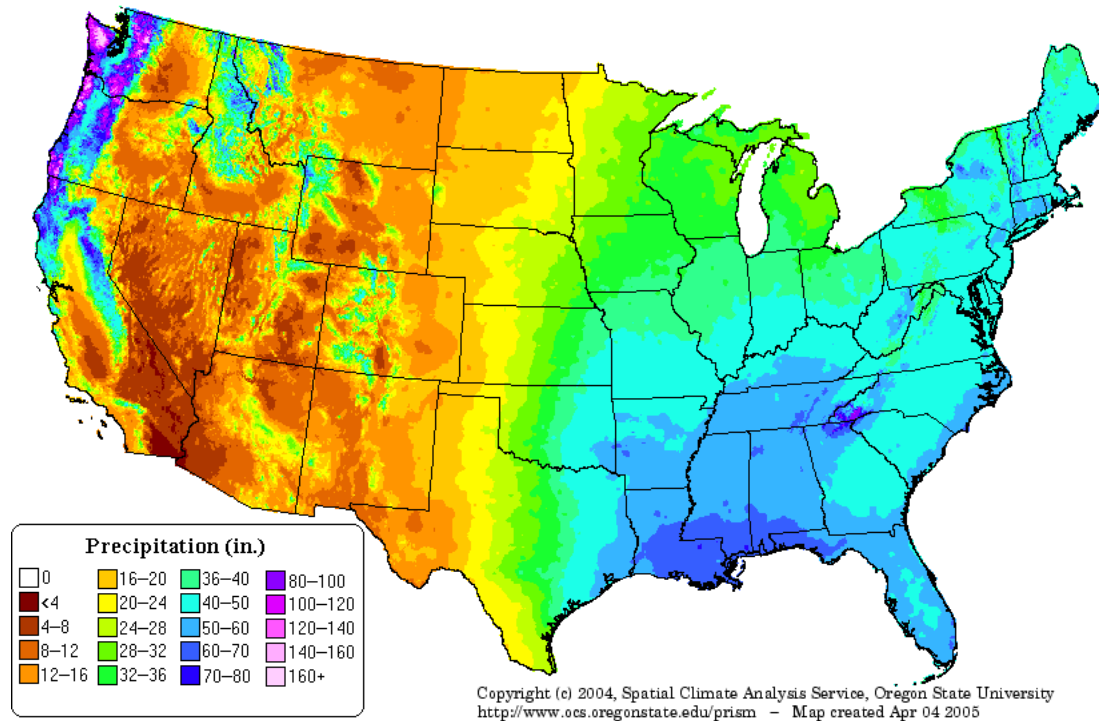 Precipitation (in.)
0 16–20 36–40 80–100
<4 20–24 40–50 100–120
4–8 24–28 50–60 120–140
8–12 28–32 60–70 140–160
12–16 32–36 70–80 160+
Copyright (c) 2004, Spatial Climate Analysis Service, Oregon State University
http://www.ocs.oregonstate.edu/prism – Map created Apr 04 2005